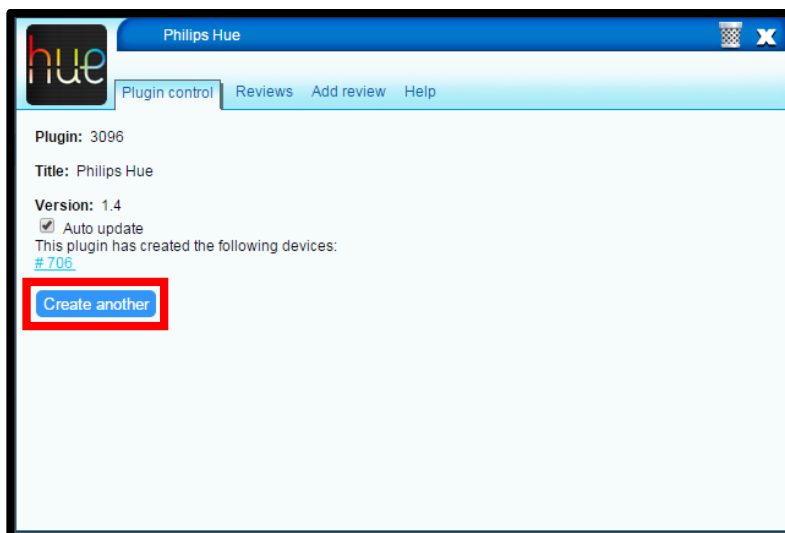 Philips Hue
hue
Plugin control Reviews Add review Help
Plugin: 3096
Title: Philips Hue
Version: 1.4
Auto update
This plugin has created the following devices:
# 706
Create another